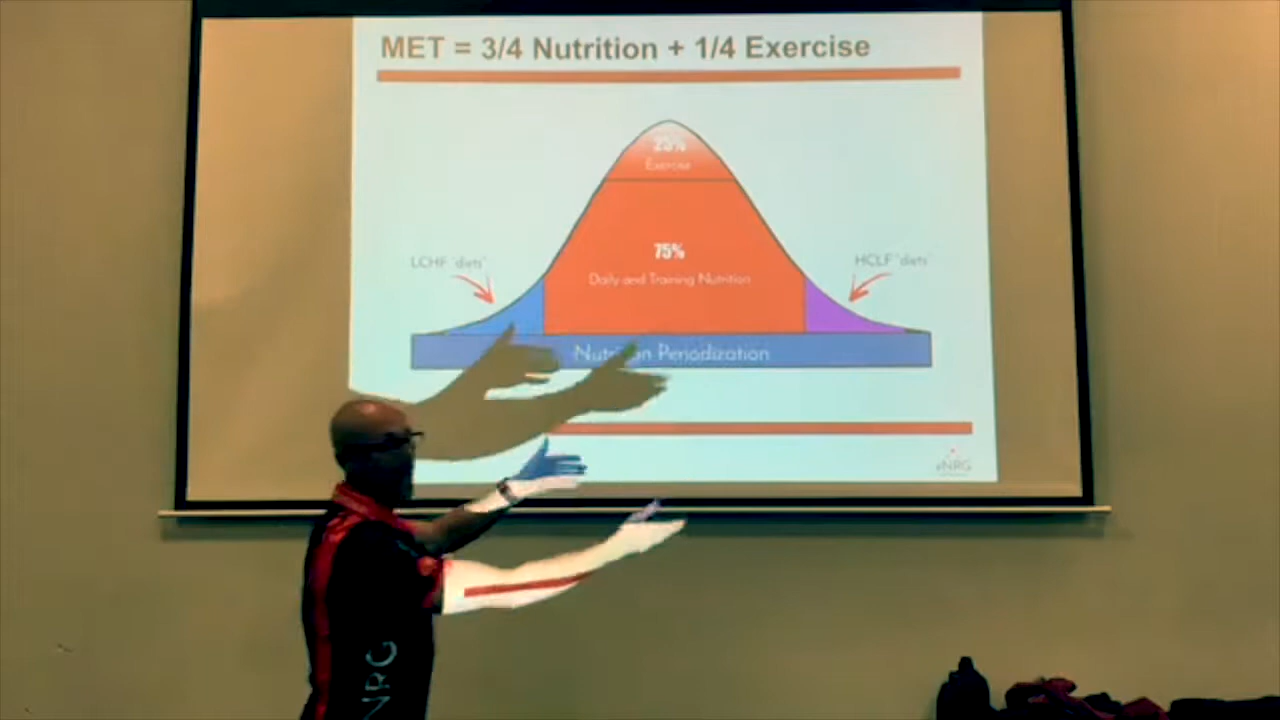 MET = 3/4 Nutrition + 1/4 Exercise
25%
Exercise
75%
Daily and Training Nutrition
LCHF "diets"
HCLF "diets"
Nutrition Periodization
eNRG
NRG